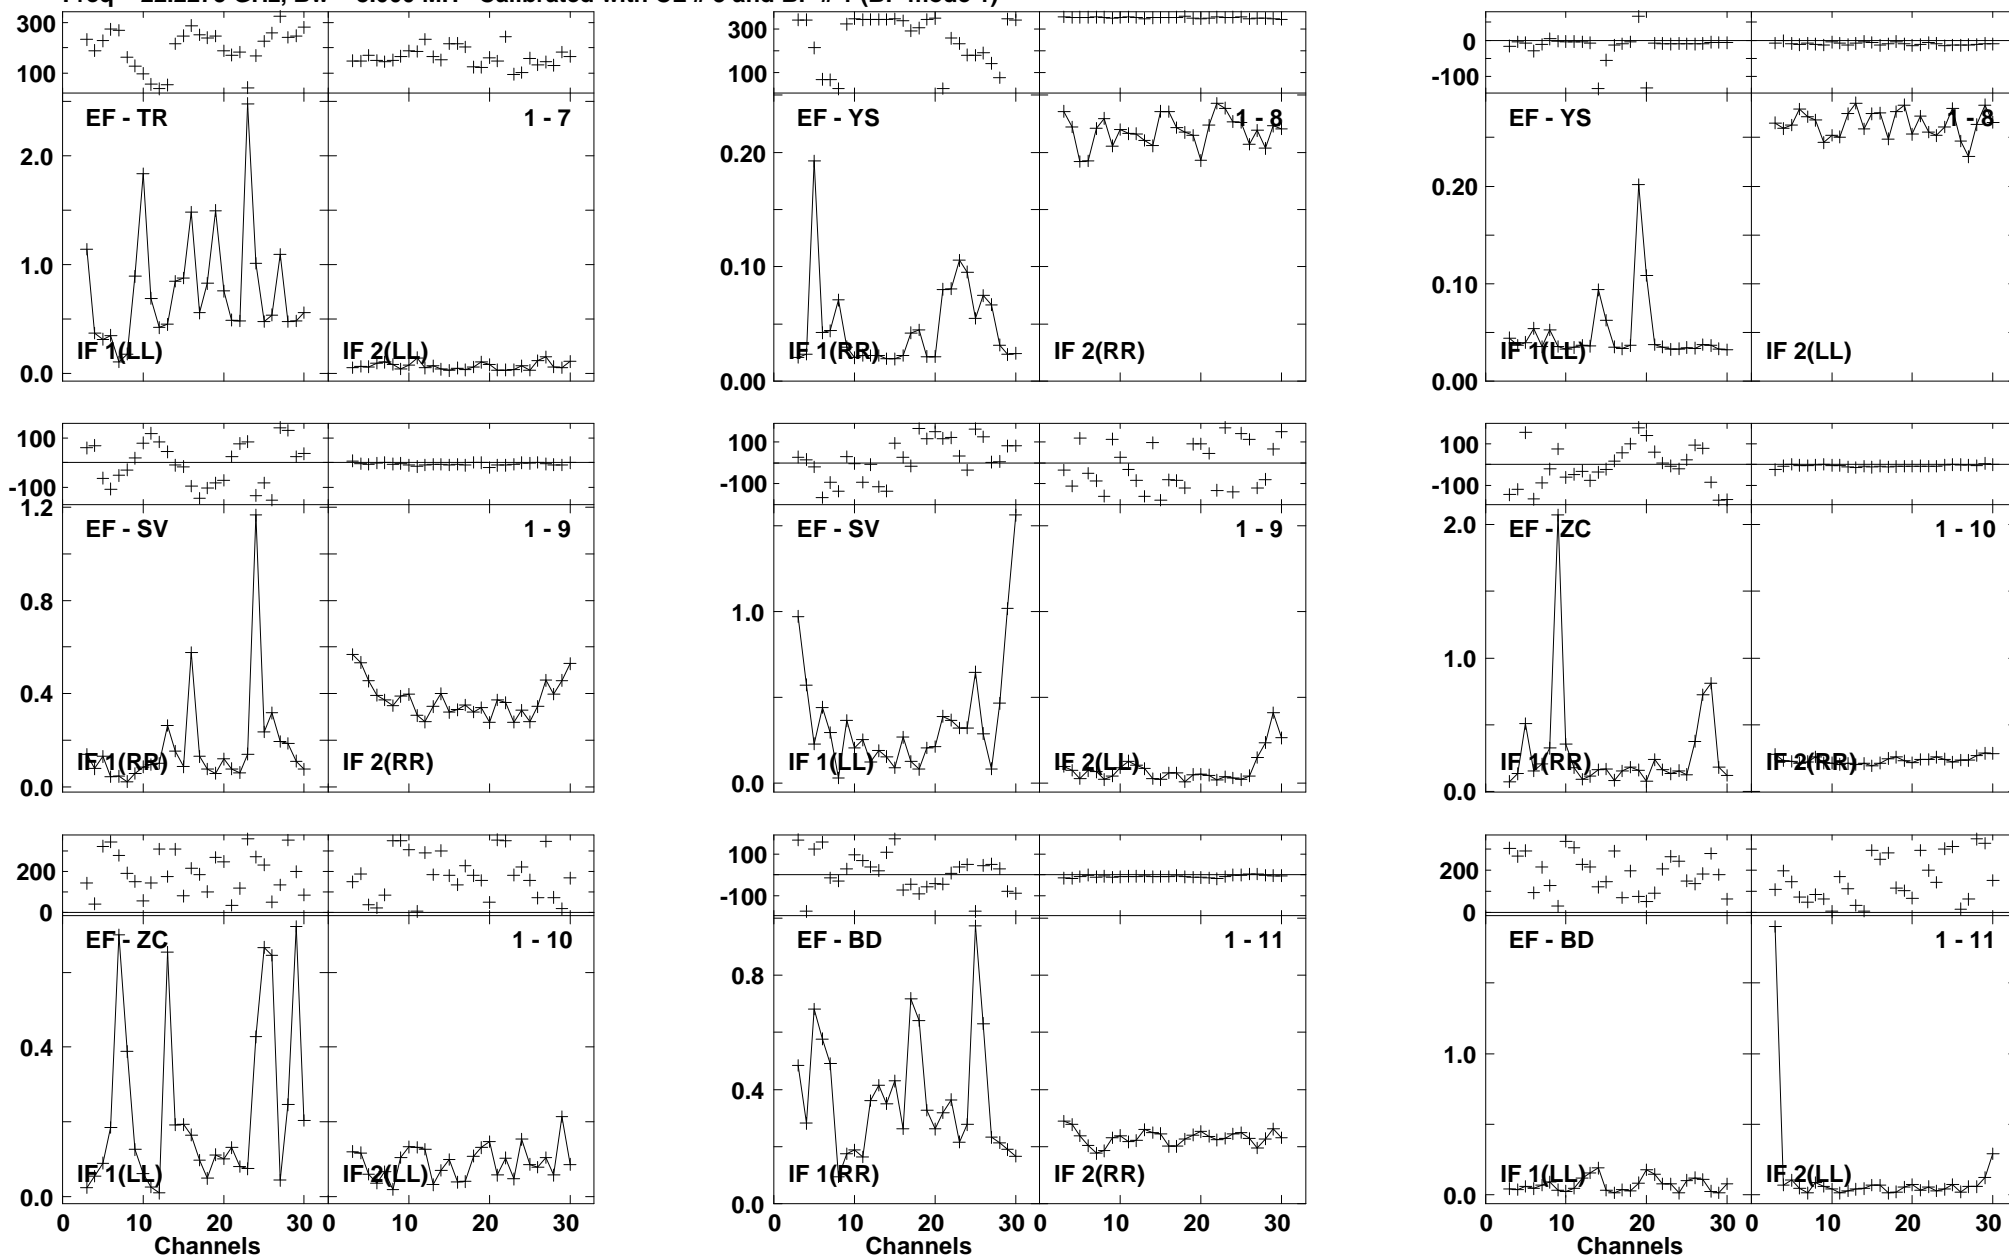 300
100
EF - TR
1 - 7
2.0
1.0
0.0
IF 1(LL)
IF 2(LL)
300
100
EF - YS
1 - 8
0.20
0.10
0.00
IF 1(RR)
IF 2(RR)
0
-100
EF - YS
1 - 8
0.20
0.10
0.00
IF 1(LL)
IF 2(LL)
100
-100
1.2
EF - SV
1 - 9
0.8
0.4
0.0
IF 1(RR)
IF 2(RR)
100
-100
EF - SV
1 - 9
1.0
0.0
IF 1(LL)
IF 2(LL)
100
-100
EF - ZC
1 - 10
2.0
1.0
0.0
IF 1(RR)
IF 2(RR)
200
0
EF - ZC
1 - 10
0.4
0.0
IF 1(LL)
IF 2(LL)
0 10 20 30 0 10 20 30
Channels
100
-100
EF - BD
1 - 11
0.8
0.4
0.0
IF 1(RR)
IF 2(RR)
0 10 20 30 0 10 20 30
Channels
200
0
EF - BD
1 - 11
1.0
0.0
IF 1(LL)
IF 2(LL)
0 10 20 30 0 10 20 30
Channels